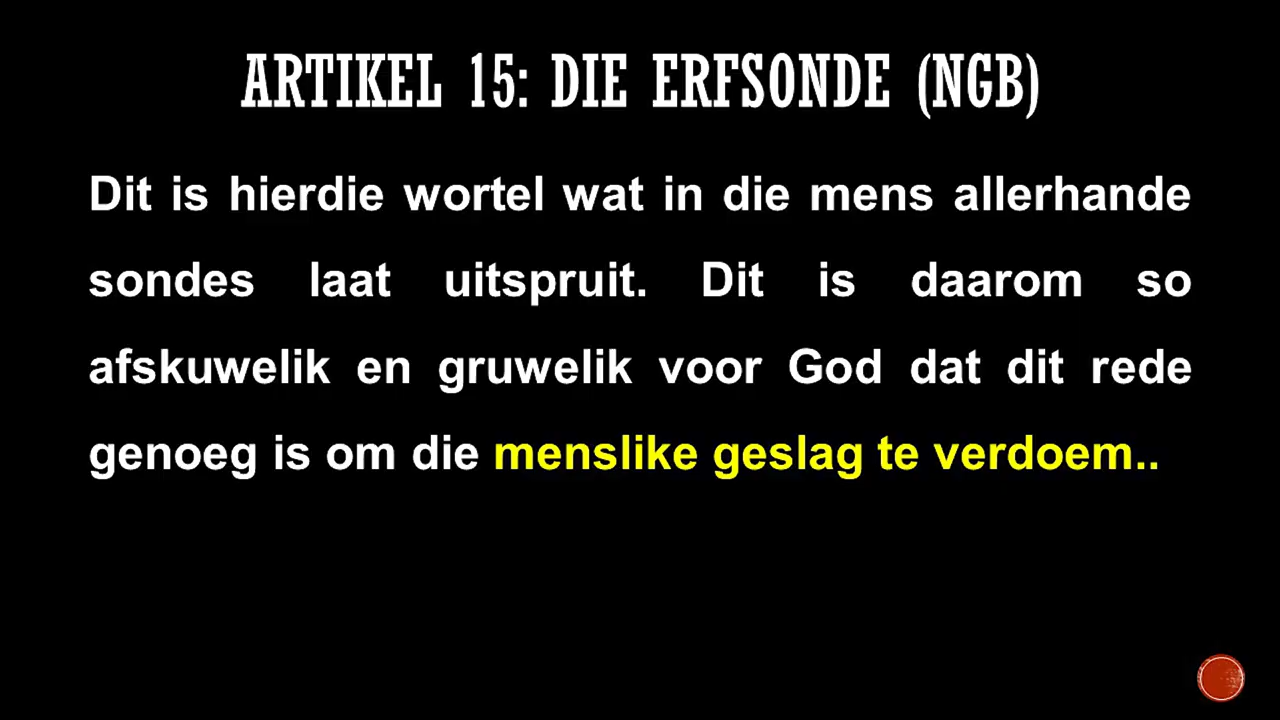 ARTIKEL 15: DIE ERFSONDE (NGB)
Dit is hierdie wortel wat in die mens allerhande
sondes laat uitspruit. Dit is daarom so
afskuwelik en gruwelik voor God dat dit rede
genoeg is om die menslike geslag te verdoem..